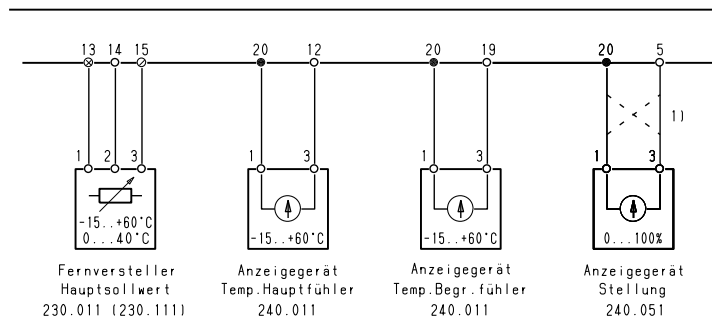 13 14 15 20 12 20 19 20 5
1)
1 2 3 1 3 1 3 1 3
-15..+60°C -15..+60°C -15..+60°C 0...100%
0...40°C
Fernversteller Anzeigegerät Anzeigegerät Anzeigegerät
Hauptsollwert Temp.Hauptfühler Temp.Begr.fühler Stellung
230.011 (230.111) 240.011 240.011 240.051